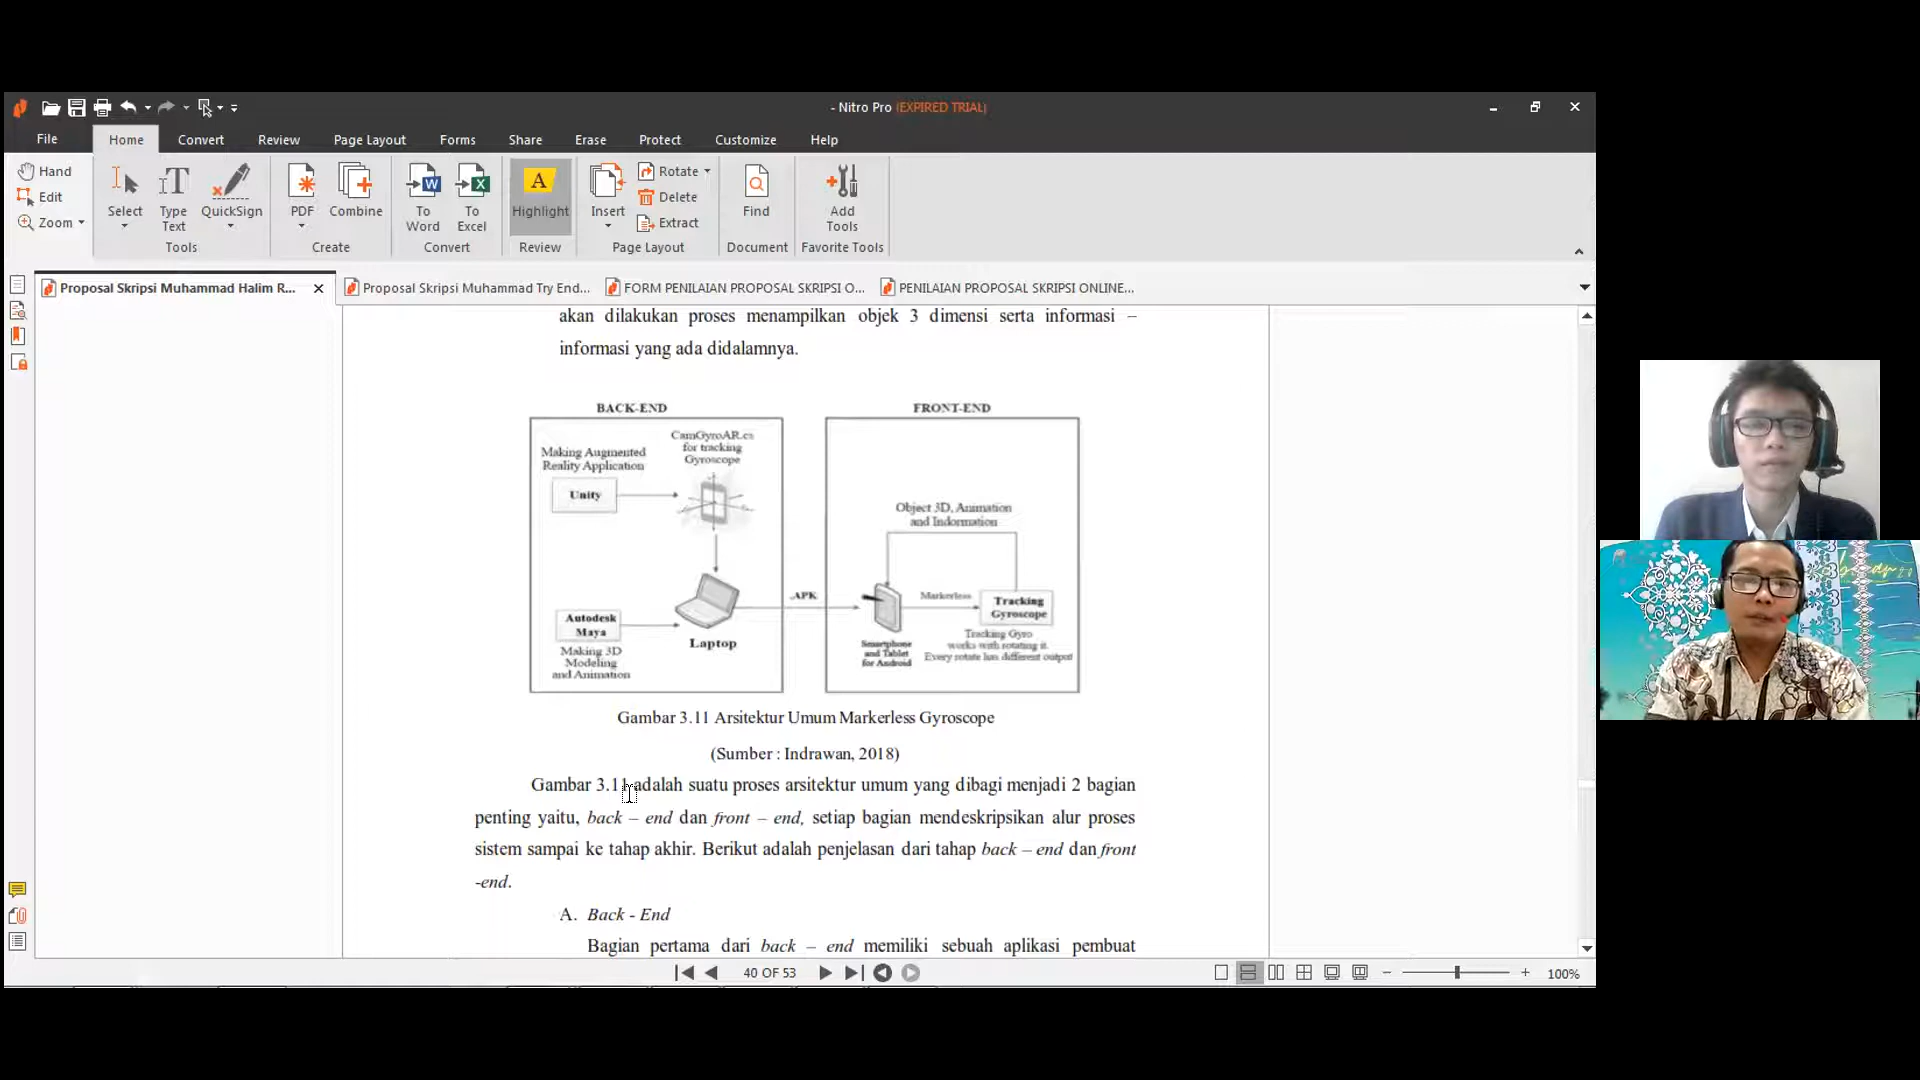 - Nitro Pro (EXPIRED TRIAL)
File Home Convert Review Page Layout Forms Share Erase Protect Customize Help
Hand
Edit
Zoom
Select
Type Text
QuickSign
Tools
PDF
Combine
Create
To Word
To Excel
Convert
Highlight
Review
Insert
Rotate
Delete
Extract
Page Layout
Find
Document
Add Tools
Favorite Tools
Proposal Skripsi Muhammad Halim R...
Proposal Skripsi Muhammad Try End...
FORM PENILAIAN PROPOSAL SKRIPSI O...
PENILAIAN PROPOSAL SKRIPSI ONLINE...
akan dilakukan proses menampilkan objek 3 dimensi serta informasi –
informasi yang ada didalamnya.
BACK-END
CamGyroAR.cs
for tracking
Gyroscope
Making Augmented
Reality Application
Unity
Autodesk
Maya
Making 3D
Modeling
and Animation
Laptop
.APK
FRONT-END
Object 3D, Animation
and Indormation
Markerless
Tracking
Gyroscope
Smartphone
and Tablet
for Android
Tracking Gyro
works with rotating it.
Every rotate has different output
Gambar 3.11 Arsitektur Umum Markerless Gyroscope
(Sumber : Indrawan, 2018)
Gambar 3.11 adalah suatu proses arsitektur umum yang dibagi menjadi 2 bagian
penting yaitu, back – end dan front – end, setiap bagian mendeskripsikan alur proses
sistem sampai ke tahap akhir. Berikut adalah penjelasan dari tahap back – end dan front
-end.
A. Back - End
Bagian pertama dari back – end memiliki sebuah aplikasi pembuat
40 OF 53
100%